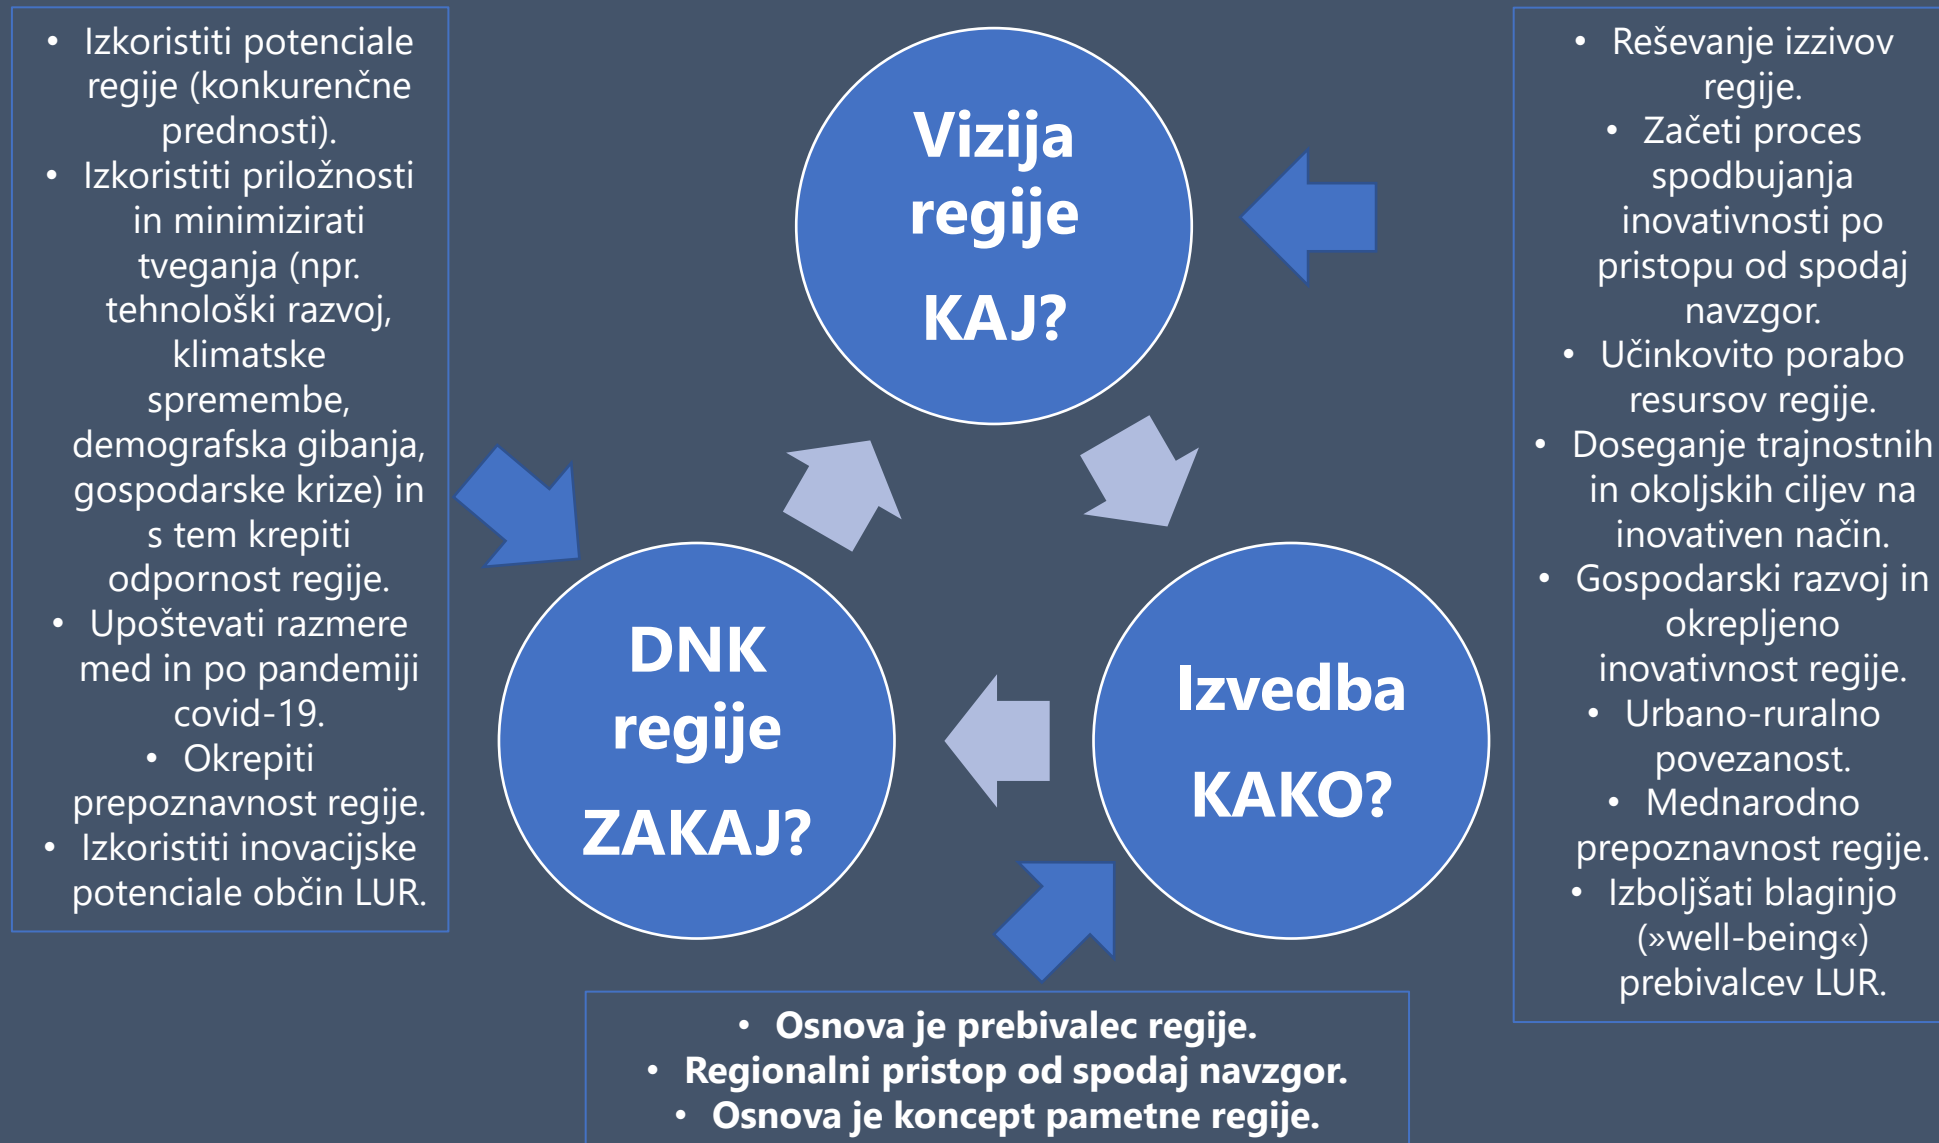 • Izkoristiti potenciale
regije (konkurenčne
prednosti).
• Izkoristiti priložnosti
in minimizirati
tveganja (npr.
tehnološki razvoj,
klimatske
spremembe,
demografska gibanja,
gospodarske krize) in
s tem krepiti
odpornost regije.
• Upoštevati razmere
med in po pandemiji
covid-19.
• Okrepiti
prepoznavnost regije.
• Izkoristiti inovacijske
potenciale občin LUR.
Vizija
regije
KAJ?
DNK
regije
ZAKAJ?
Izvedba
KAKO?
• Reševanje izzivov
regije.
• Začeti proces
spodbujanja
inovativnosti po
pristopu od spodaj
navzgor.
• Učinkovito porabo
resursov regije.
• Doseganje trajnostnih
in okoljskih ciljev na
inovativen način.
• Gospodarski razvoj in
okrepljeno
inovativnost regije.
• Urbano-ruralno
povezanost.
• Mednarodno
prepoznavnost regije.
• Izboljšati blaginjo
(»well-being«)
prebivalcev LUR.
• Osnova je prebivalec regije.
• Regionalni pristop od spodaj navzgor.
• Osnova je koncept pametne regije.